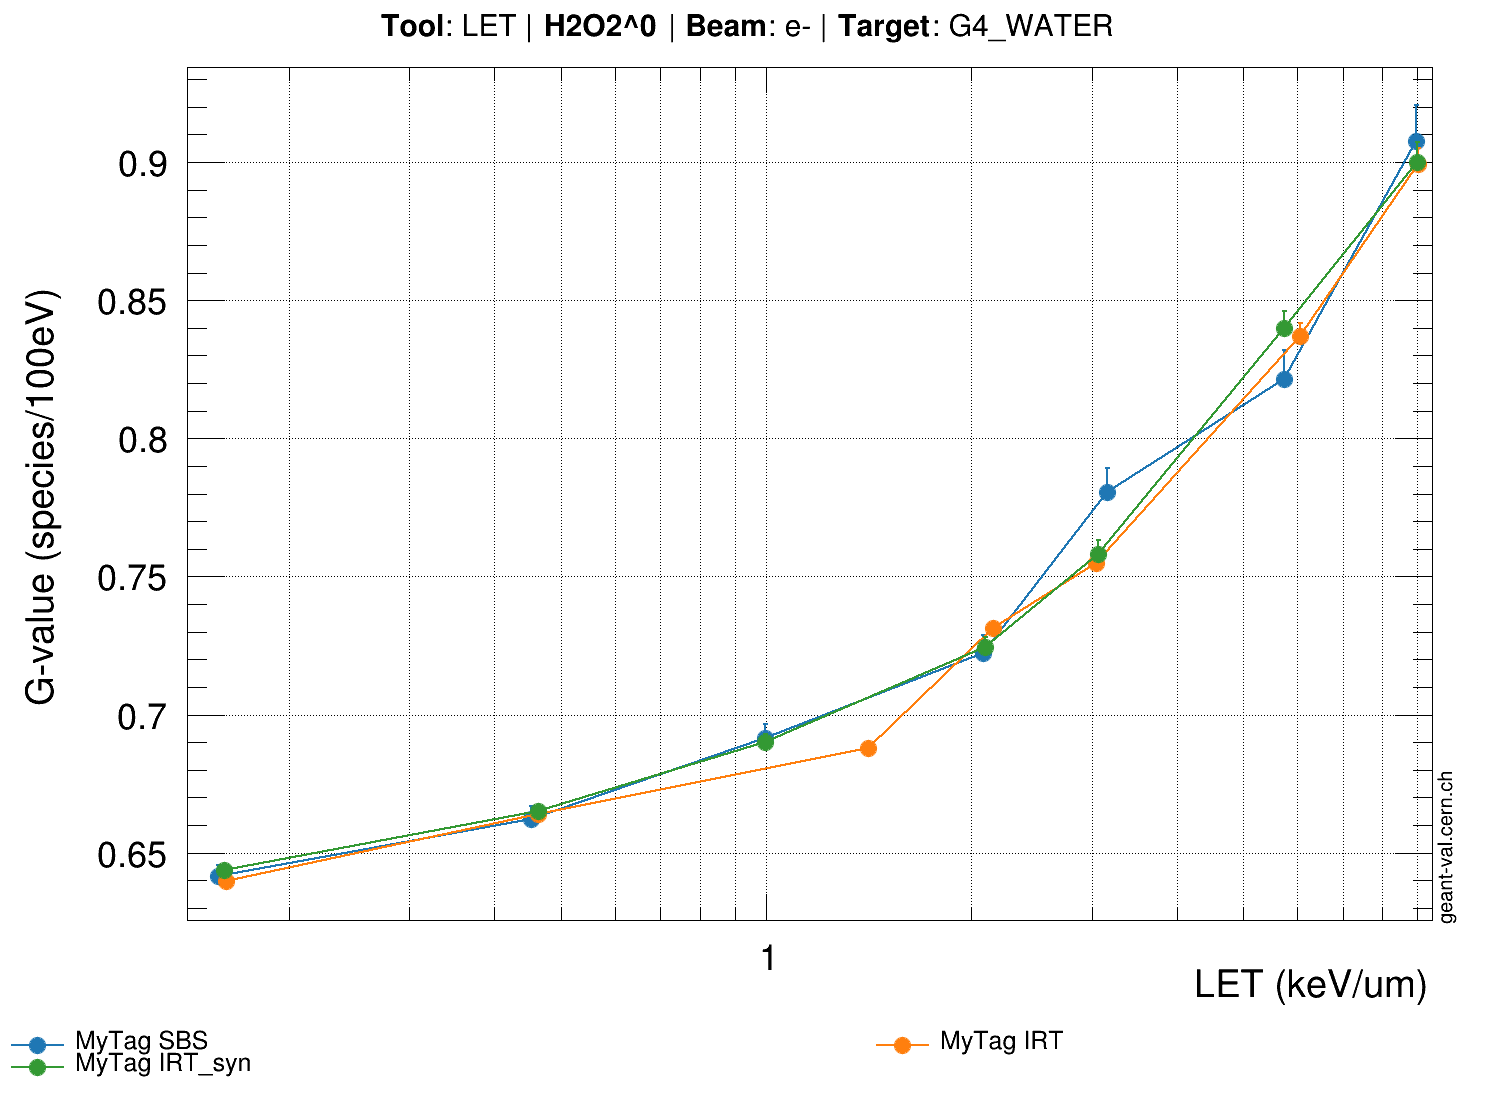 Tool: LET | H2O2^0 | Beam: e- | Target: G4_WATER
0.9
0.85
0.8
0.75
0.7
0.65
G-value (species/100eV)
1
LET (keV/um)
geant-val.cern.ch
MyTag SBS
MyTag IRT
MyTag IRT_syn